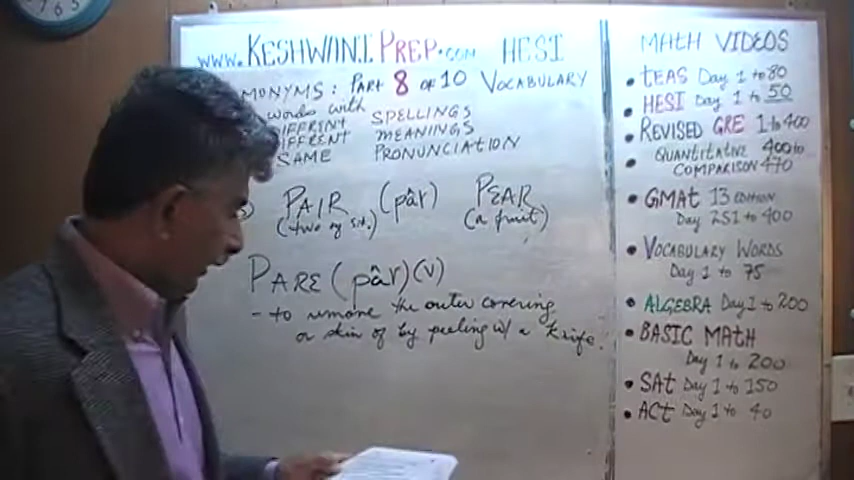 www. KESHWANI PREP.com HESI
MONYMS: PART 8 OF 10 VOCABULARY
words with
DIFFERENT SPELLINGS
DIFFERENT MEANINGS
SAME PRONUNCIATION
PAIR (pâr) PEAR
(two of st.) (a fruit)
PARE (pâr) (v)
- to remove the outer covering
or skin of by peeling w/ a knife.
MATH VIDEOS
• TEAS Day 1 to 80
• HESI Day 1 to 50
• REVISED GRE 1 to 400
• QUANTITATIVE 400 to
COMPARISON 470
• GMAT 13 EDITION
Day 251 to 400
• VOCABULARY WORDS
Day 1 to 75
• ALGEBRA Day 1 to 200
• BASIC MATH
Day 1 to 200
• SAT Day 1 to 150
• ACT Day 1 to 40